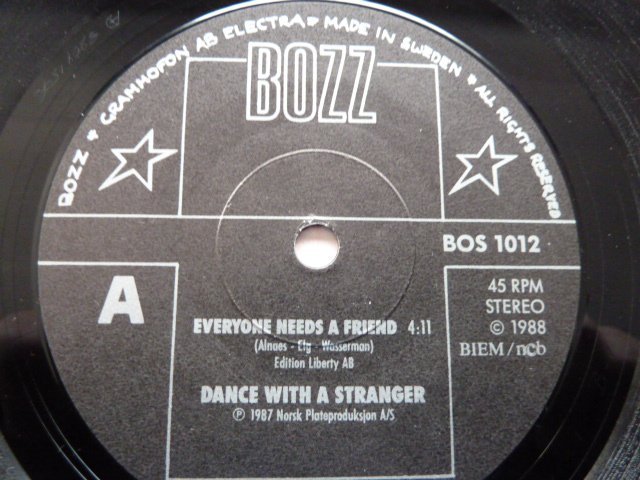 BOZZ ★ GRAMMOFON AB ELECTRA ★ MADE IN SWEDEN ★ ALL RIGHTS RESERVED
BOZZ
BOS 1012
A
45 RPM
STEREO
© 1988
BIEM/ncb
EVERYONE NEEDS A FRIEND 4:11
(Alnaes - Elg - Wasserman)
Edition Liberty AB
DANCE WITH A STRANGER
℗ 1987 Norsk Plateproduksjon A/S